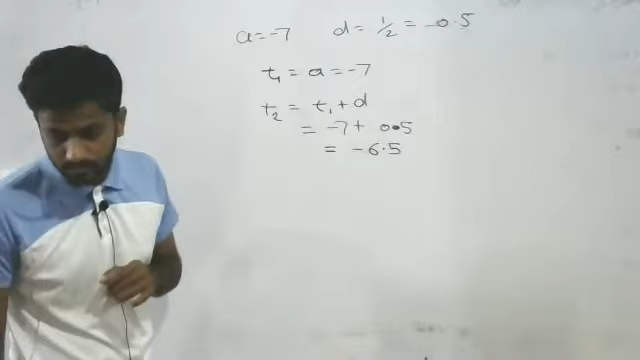 a = -7 d = 1/2 = 0.5
t₁ = a = -7
t₂ = t₁ + d
= -7 + 0.5
= -6.5